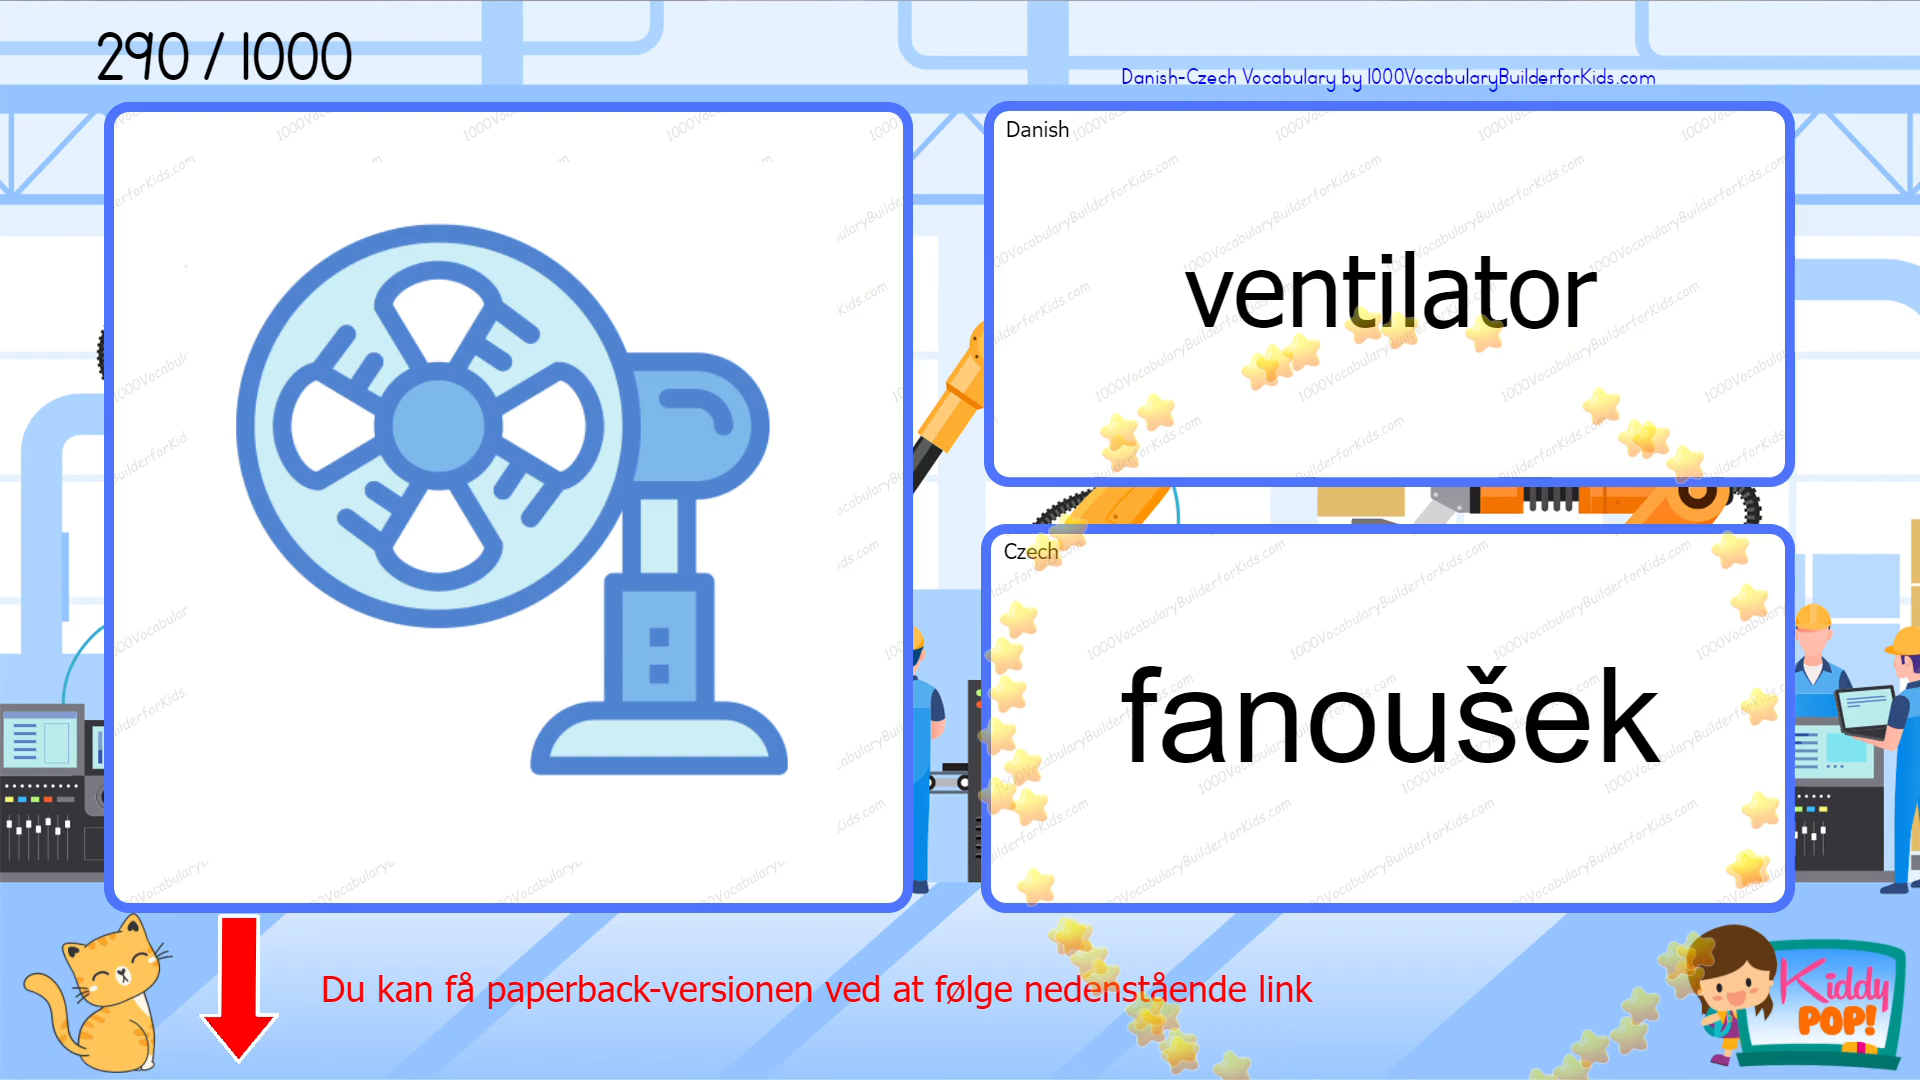 290 / 1000
Danish-Czech Vocabulary by 1000VocabularyBuilderforKids.com
Danish
ventilator
Czech
fanoušek
Du kan få paperback-versionen ved at følge nedenstående link
Kiddy
POP!